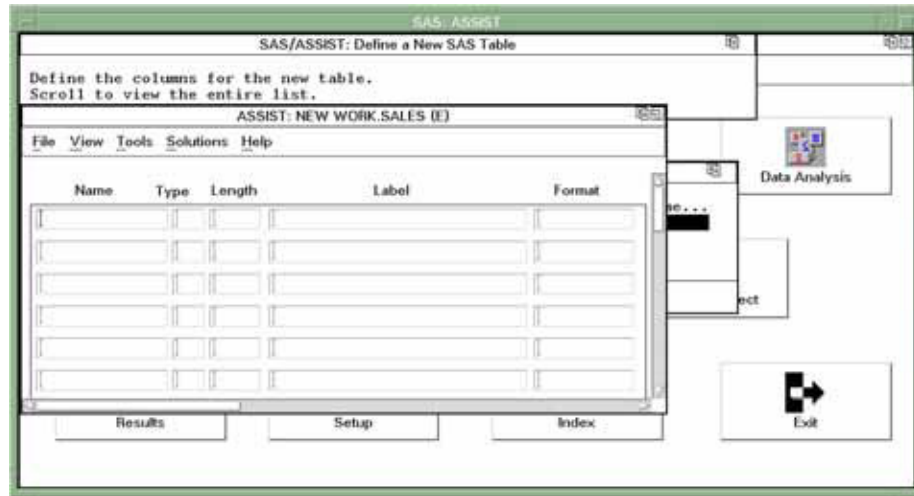 SAS: ASSIST
SAS/ASSIST: Define a New SAS Table
Define the columns for the new table.
Scroll to view the entire list.
ASSIST: NEW WORK.SALES (E)
File View Tools Solutions Help
Name Type Length Label Format
Data Analysis
Results Setup Index Exit